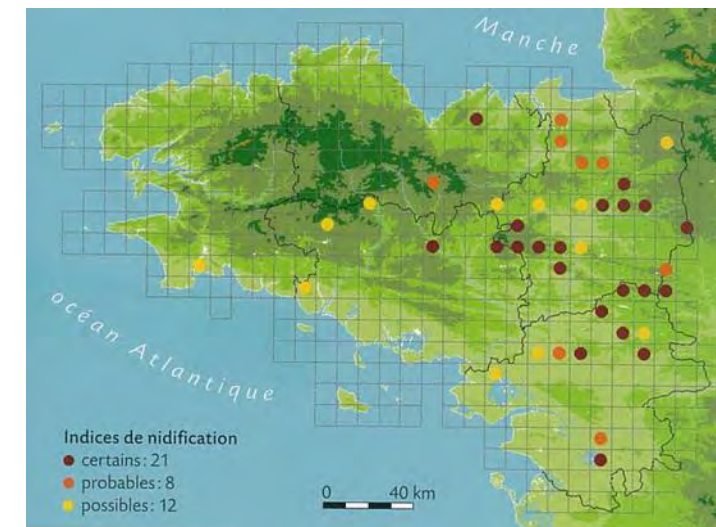 Manche
océan Atlantique
Indices de nidification
certains: 21
probables: 8
possibles: 12
0 40 km